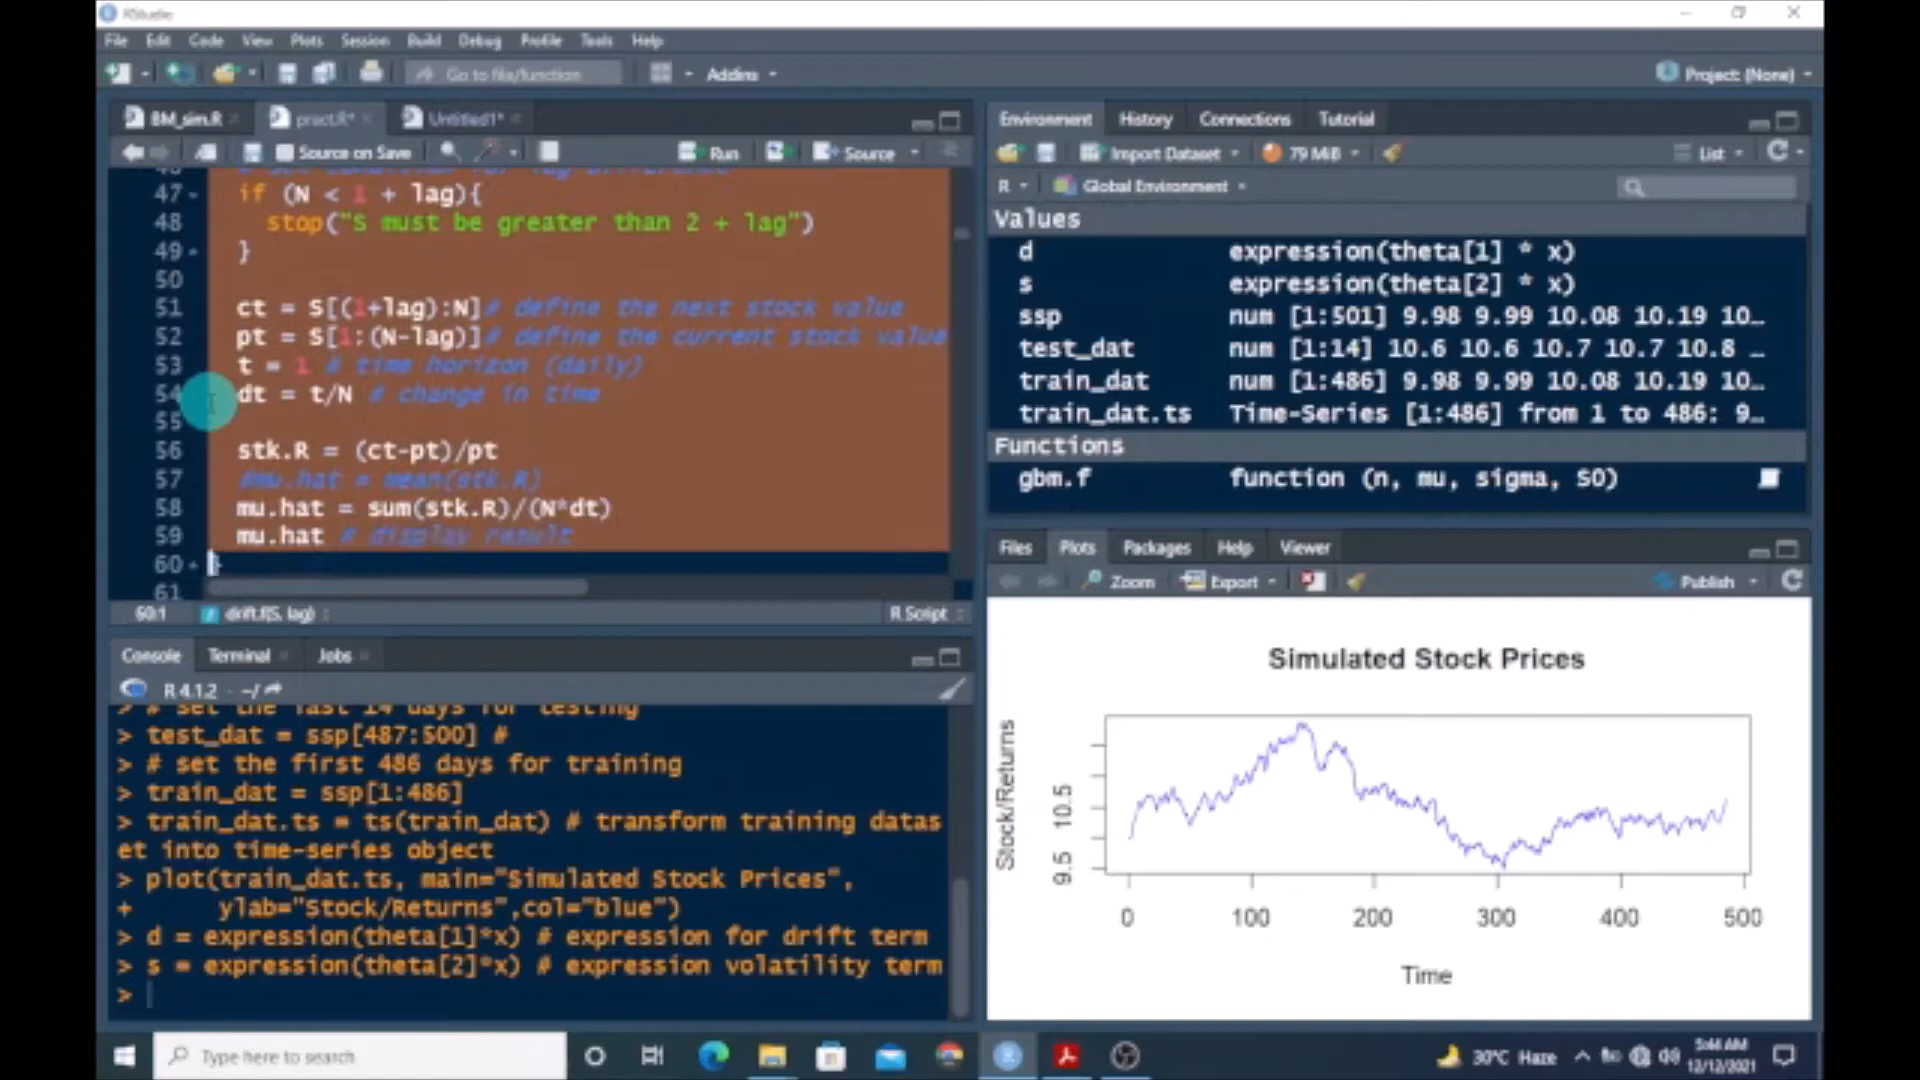 RStudio
File Edit Code View Plots Session Build Debug Profile Tools Help
Go to file/function Addins Project: (None)
BM_sim.R pract.R* Untitled1*
Source on Save Run Source
47 if (N < 1 + lag){
48 stop("S must be greater than 2 + lag")
49 }
50
51 ct = S[(1+lag):N]# define the next stock value
52 pt = S[1:(N-lag)]# define the current stock value
53 t = 1 # time horizon (daily)
54 dt = t/N # change in time
55
56 stk.R = (ct-pt)/pt
57 #mu.hat = mean(stk.R)
58 mu.hat = sum(stk.R)/(N*dt)
59 mu.hat # display result
60 }
61
60:1 drift.f(S, lag) R Script
Console Terminal Jobs
R 4.1.2 · ~/
> # set the last 14 days for testing
> test_dat = ssp[487:500] #
> # set the first 486 days for training
> train_dat = ssp[1:486]
> train_dat.ts = ts(train_dat) # transform training datas
et into time-series object
> plot(train_dat.ts, main="Simulated Stock Prices",
+ ylab="Stock/Returns",col="blue")
> d = expression(theta[1]*x) # expression for drift term
> s = expression(theta[2]*x) # expression volatility term
>
Environment History Connections Tutorial
Import Dataset 79 MiB List
R Global Environment
Values
d expression(theta[1] * x)
s expression(theta[2] * x)
ssp num [1:501] 9.98 9.99 10.08 10.19 10…
test_dat num [1:14] 10.6 10.6 10.7 10.7 10.8 …
train_dat num [1:486] 9.98 9.99 10.08 10.19 10…
train_dat.ts Time-Series [1:486] from 1 to 486: 9…
Functions
gbm.f function (n, mu, sigma, S0)
Files Plots Packages Help Viewer
Zoom Export Publish
Simulated Stock Prices
Stock/Returns
10.5
9.5
0 100 200 300 400 500
Time
Type here to search
30°C Haze
5:44 AM
12/12/2021